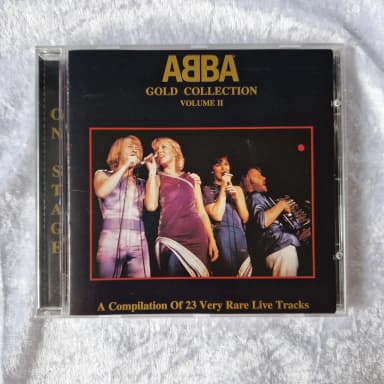 ABBA
GOLD COLLECTION
VOLUME II
A Compilation Of 23 Very Rare Live Tracks
ON STAGE